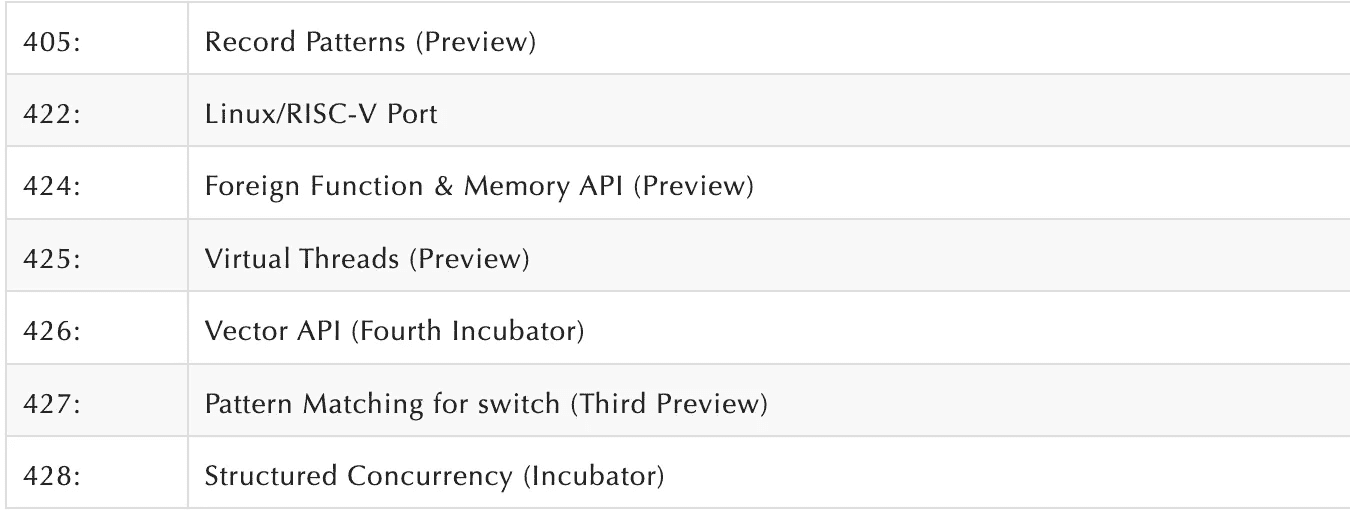 405: Record Patterns (Preview)
422: Linux/RISC-V Port
424: Foreign Function & Memory API (Preview)
425: Virtual Threads (Preview)
426: Vector API (Fourth Incubator)
427: Pattern Matching for switch (Third Preview)
428: Structured Concurrency (Incubator)